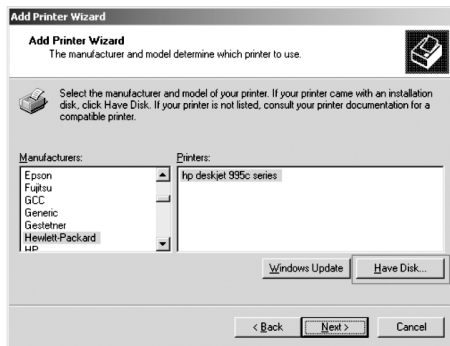 Add Printer Wizard
Add Printer Wizard
The manufacturer and model determine which printer to use.
Select the manufacturer and model of your printer. If your printer came with an installation
disk, click Have Disk. If your printer is not listed, consult your printer documentation for a
compatible printer.
Manufacturers:
Epson
Fujitsu
GCC
Generic
Gestetner
Hewlett-Packard
HP
Printers:
hp deskjet 995c series
Windows Update
Have Disk...
< Back
Next >
Cancel